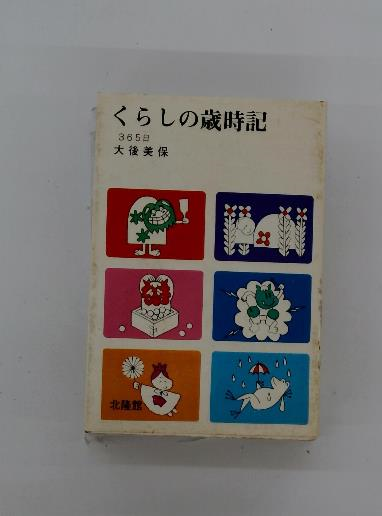 くらしの歳時記
365日
大後美保
北隆館